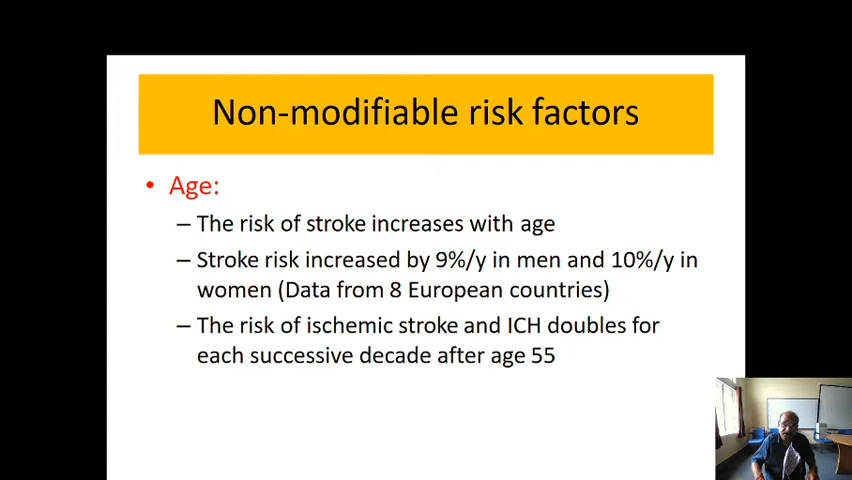 Non-modifiable risk factors
• Age:
– The risk of stroke increases with age
– Stroke risk increased by 9%/y in men and 10%/y in
women (Data from 8 European countries)
– The risk of ischemic stroke and ICH doubles for
each successive decade after age 55